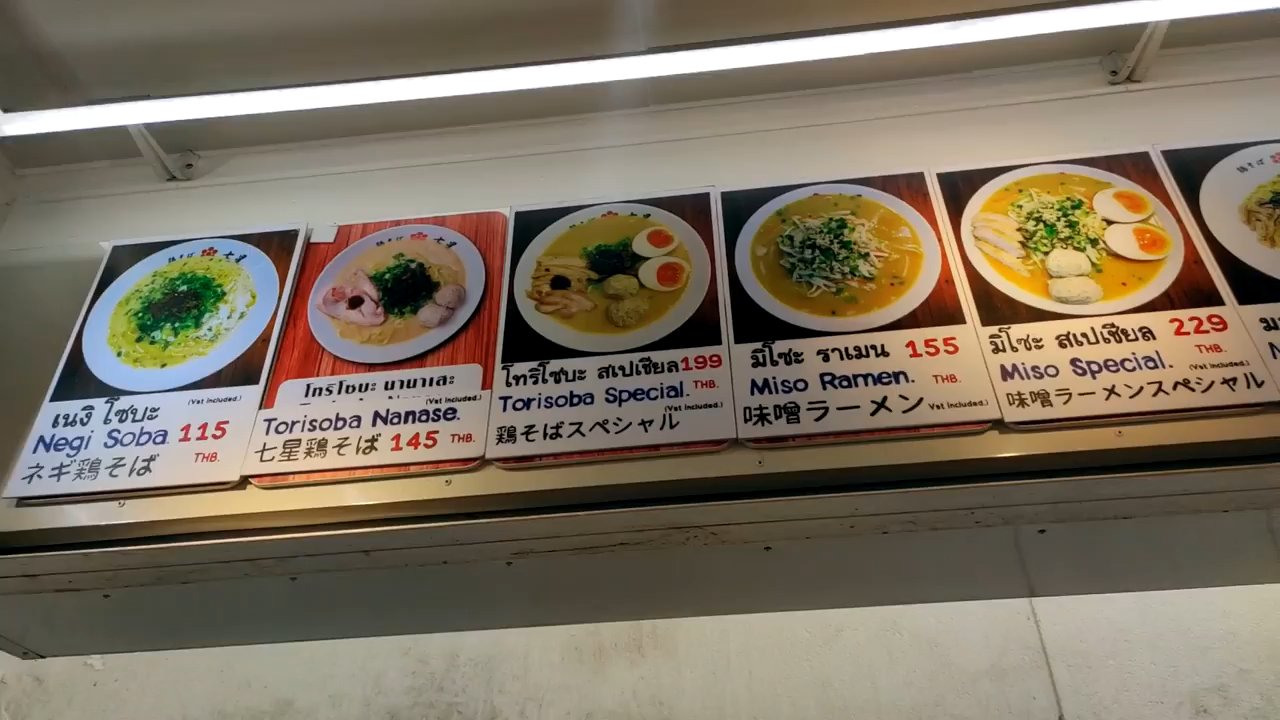 เนงิ โซบะ
(Vat Included.)
Negi Soba. 115
ネギ鶏そば THB.
โทริโซบะ นานาเสะ
(Vat Included.)
Torisoba Nanase.
七星鶏そば 145 THB.
โทริโซบะ สเปเชียล 199
Torisoba Special. THB.
(Vat Included.)
鶏そばスペシャル
มิโซะ ราเมน 155
Miso Ramen. THB.
味噌ラーメン Vat Included.)
มิโซะ สเปเชียล 229
THB.
Miso Special. (Vat Included.)
味噌ラーメンスペシャル